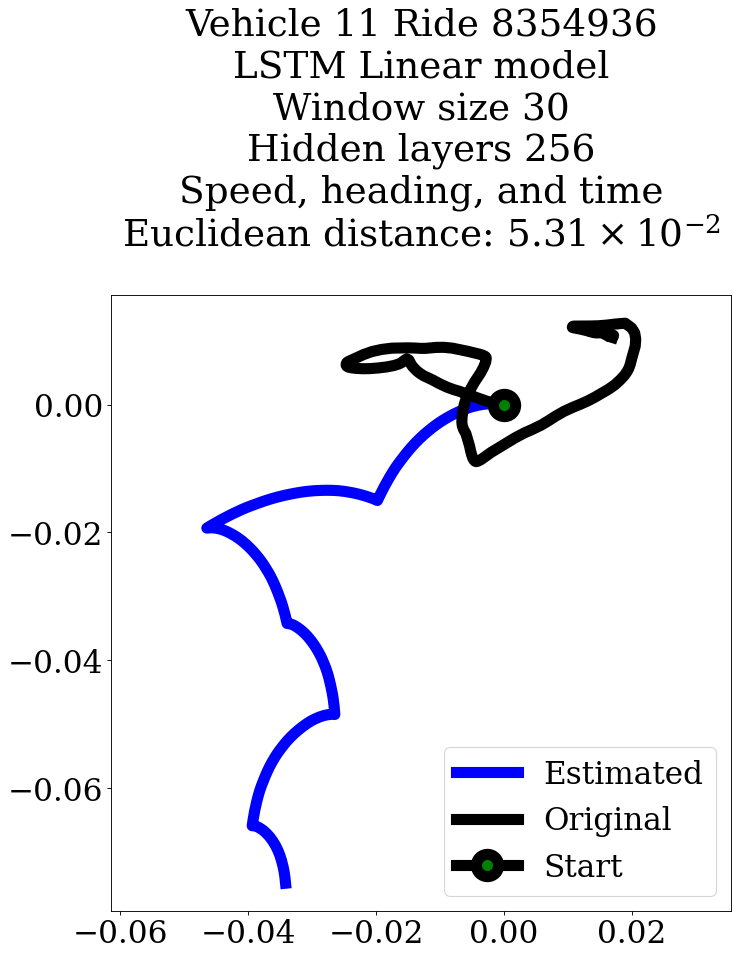 Vehicle 11 Ride 8354936
LSTM Linear model
Window size 30
Hidden layers 256
Speed, heading, and time
Euclidean distance: 5.31 × 10⁻²
0.00
−0.02
−0.04
−0.06
Estimated
Original
Start
−0.06 −0.04 −0.02 0.00 0.02